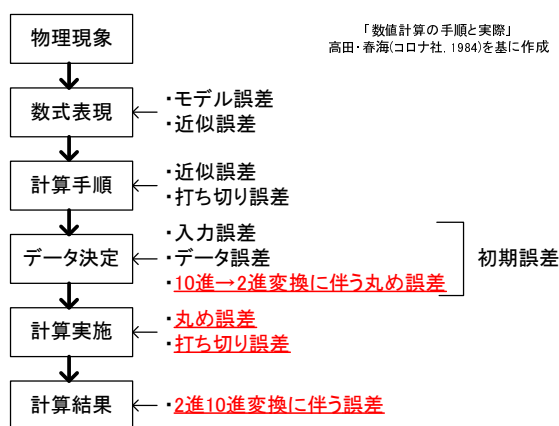 「数値計算の手順と実際」
高田・春海(コロナ社, 1984)を基に作成
物理現象
数式表現
・モデル誤差
・近似誤差
計算手順
・近似誤差
・打ち切り誤差
データ決定
・入力誤差
・データ誤差
・10進→2進変換に伴う丸め誤差
初期誤差
計算実施
・丸め誤差
・打ち切り誤差
計算結果
・2進10進変換に伴う誤差